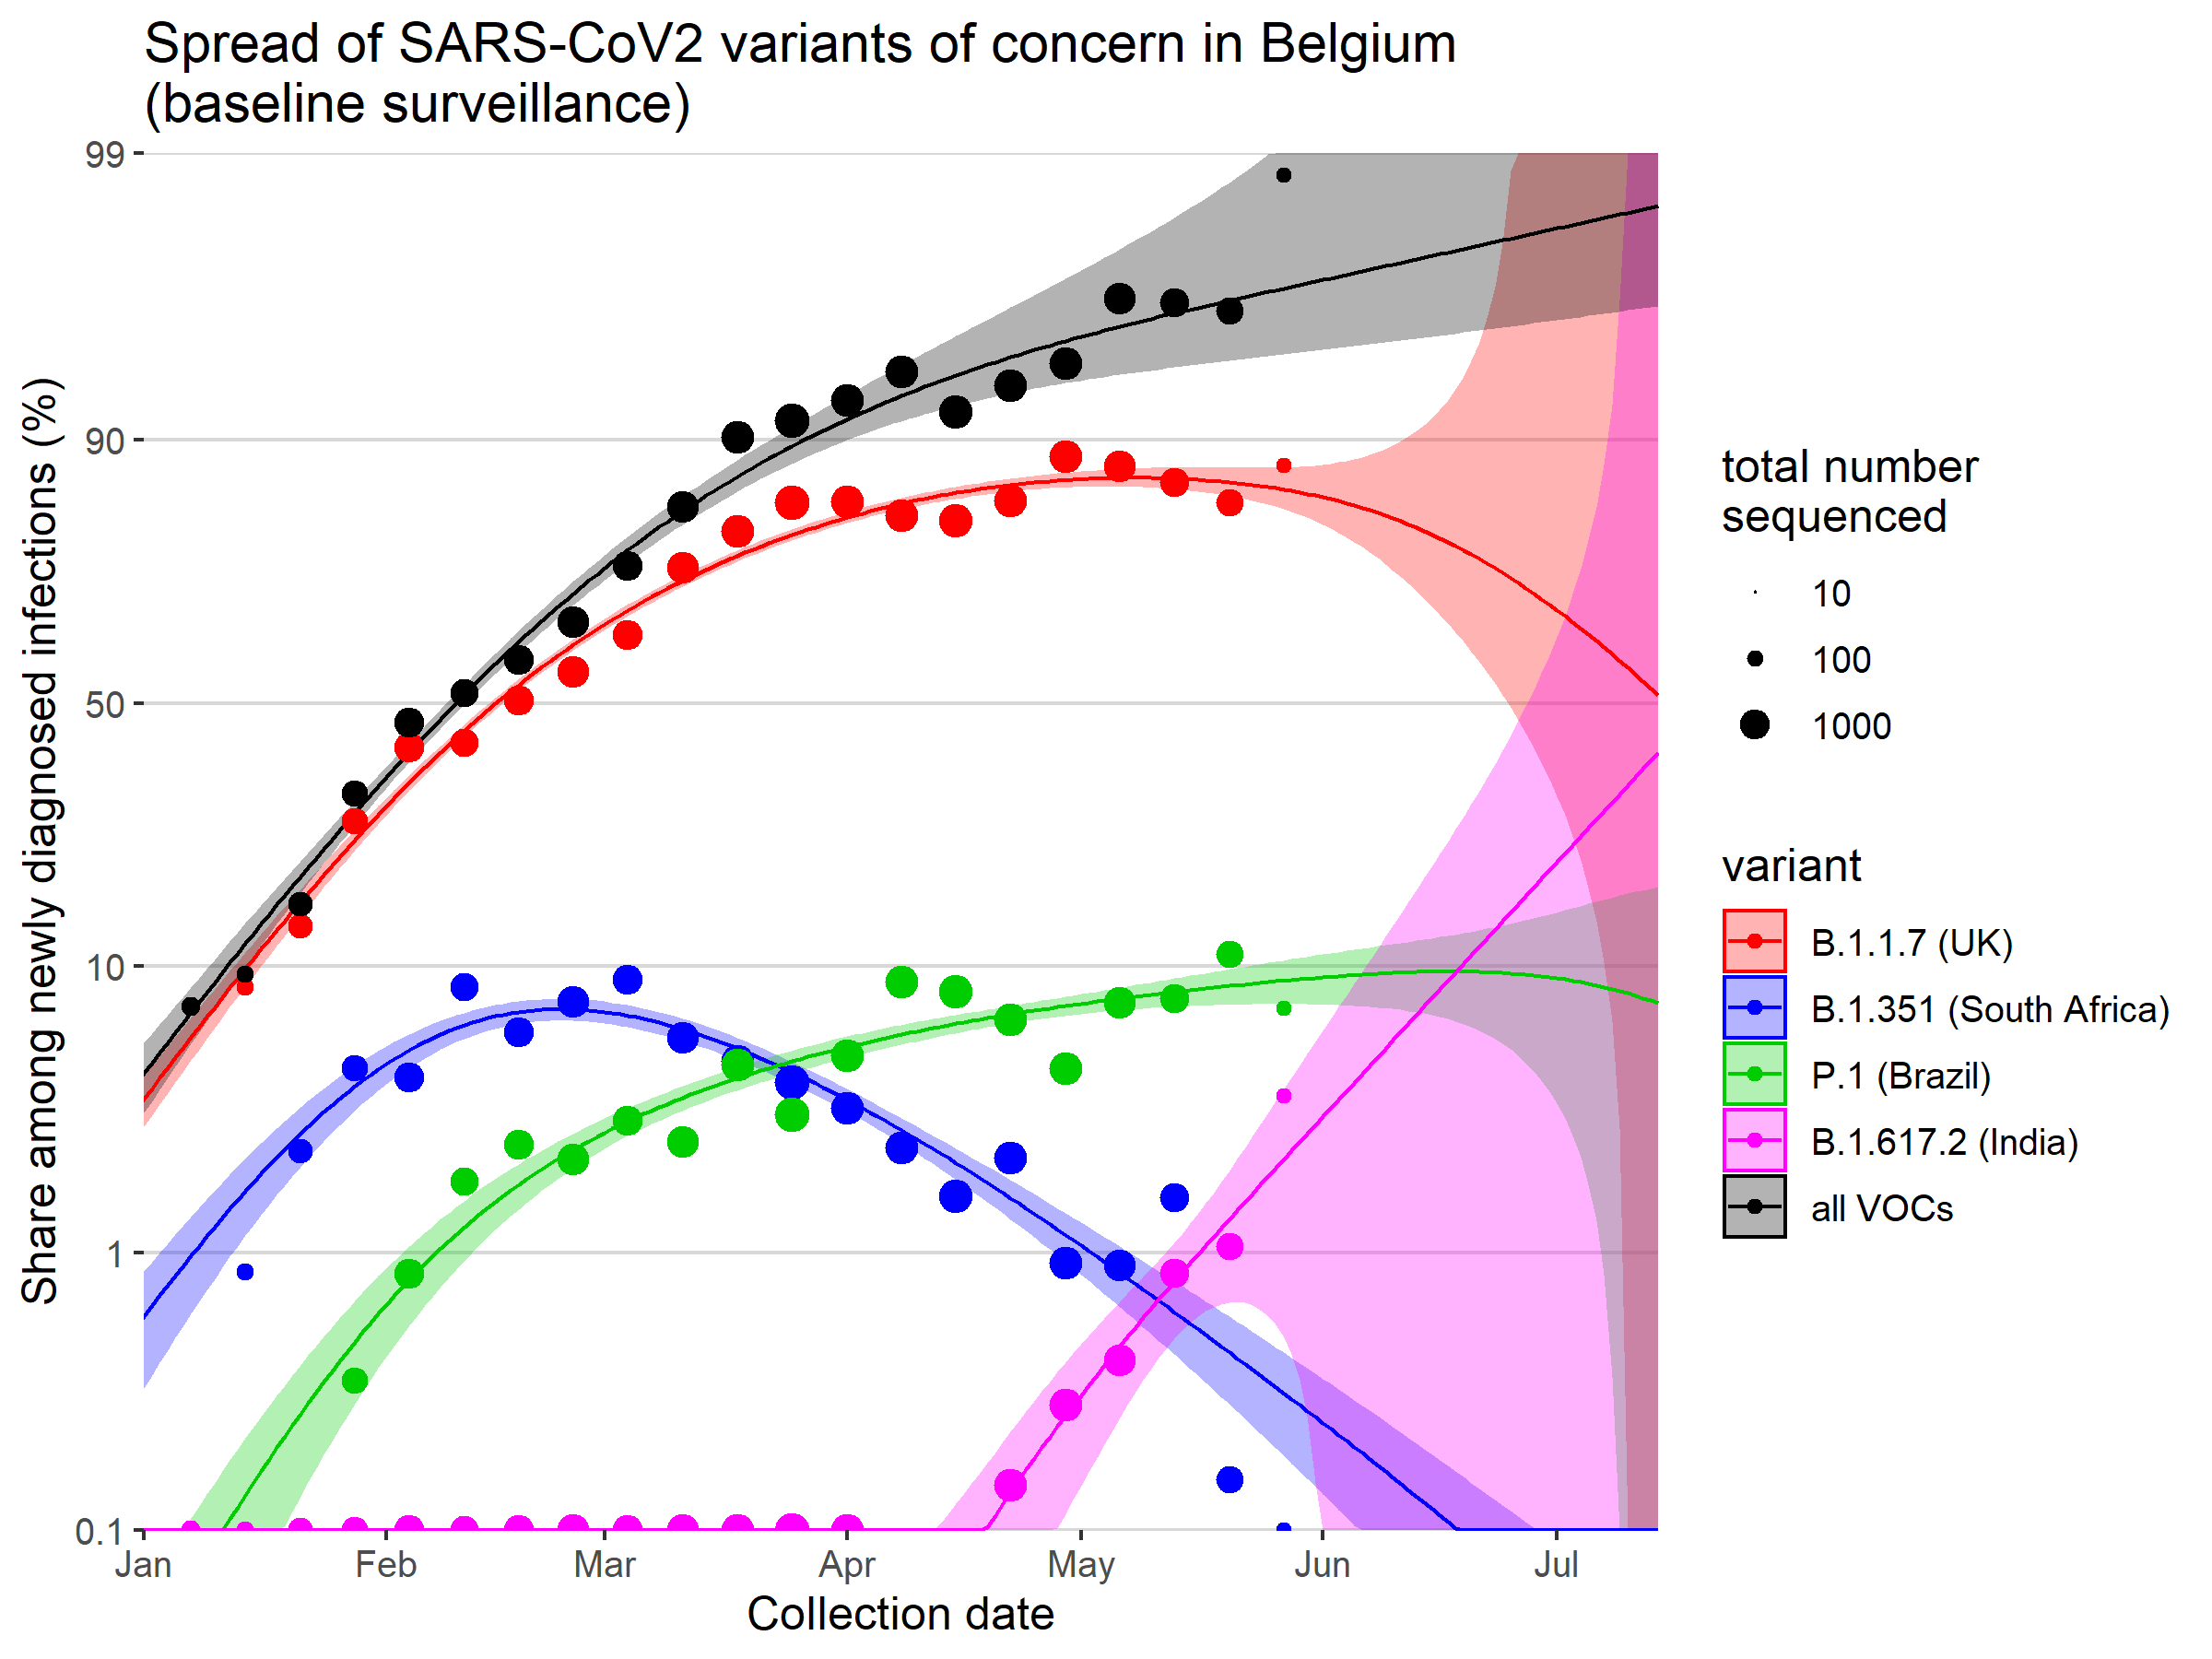 Spread of SARS-CoV2 variants of concern in Belgium
(baseline surveillance)
Share among newly diagnosed infections (%)
99
90
50
10
1
0.1
Jan
Feb
Mar
Apr
May
Jun
Jul
Collection date
total number
sequenced
10
100
1000
variant
B.1.1.7 (UK)
B.1.351 (South Africa)
P.1 (Brazil)
B.1.617.2 (India)
all VOCs